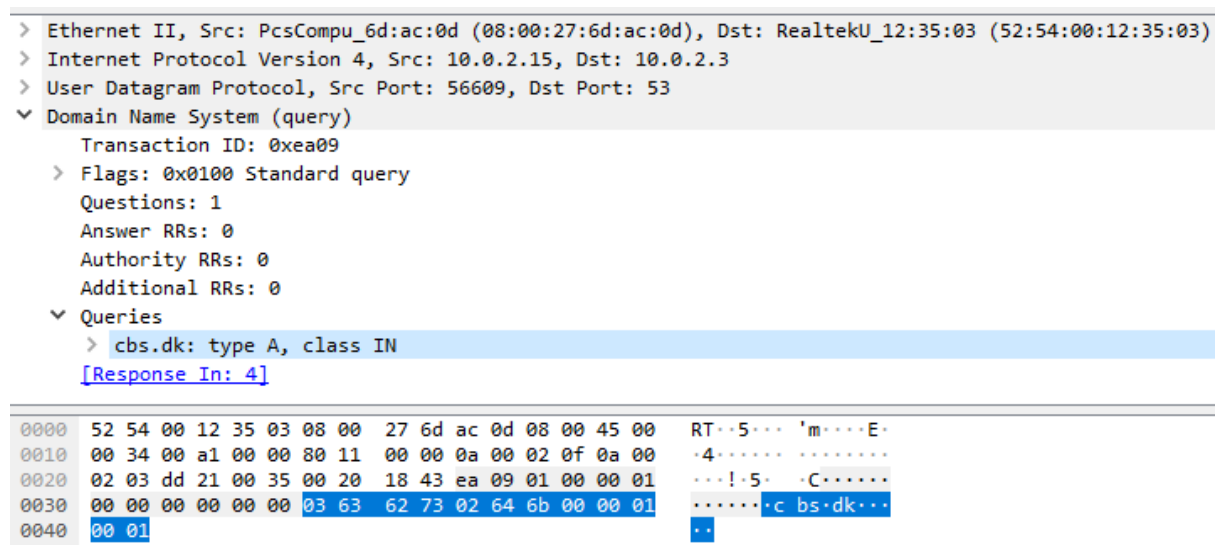 > Ethernet II, Src: PcsCompu_6d:ac:0d (08:00:27:6d:ac:0d), Dst: RealtekU_12:35:03 (52:54:00:12:35:03)
> Internet Protocol Version 4, Src: 10.0.2.15, Dst: 10.0.2.3
> User Datagram Protocol, Src Port: 56609, Dst Port: 53
Domain Name System (query)
Transaction ID: 0xea09
> Flags: 0x0100 Standard query
Questions: 1
Answer RRs: 0
Authority RRs: 0
Additional RRs: 0
Queries
> cbs.dk: type A, class IN
[Response In: 4]
0000 52 54 00 12 35 03 08 00 27 6d ac 0d 08 00 45 00 RT··5··· 'm····E·
0010 00 34 00 a1 00 00 80 11 00 00 0a 00 02 0f 0a 00 ·4······ ········
0020 02 03 dd 21 00 35 00 20 18 43 ea 09 01 00 00 01 ···!·5· ·C······
0030 00 00 00 00 00 00 03 63 62 73 02 64 6b 00 00 01 ·······c bs·dk···
0040 00 01 ··